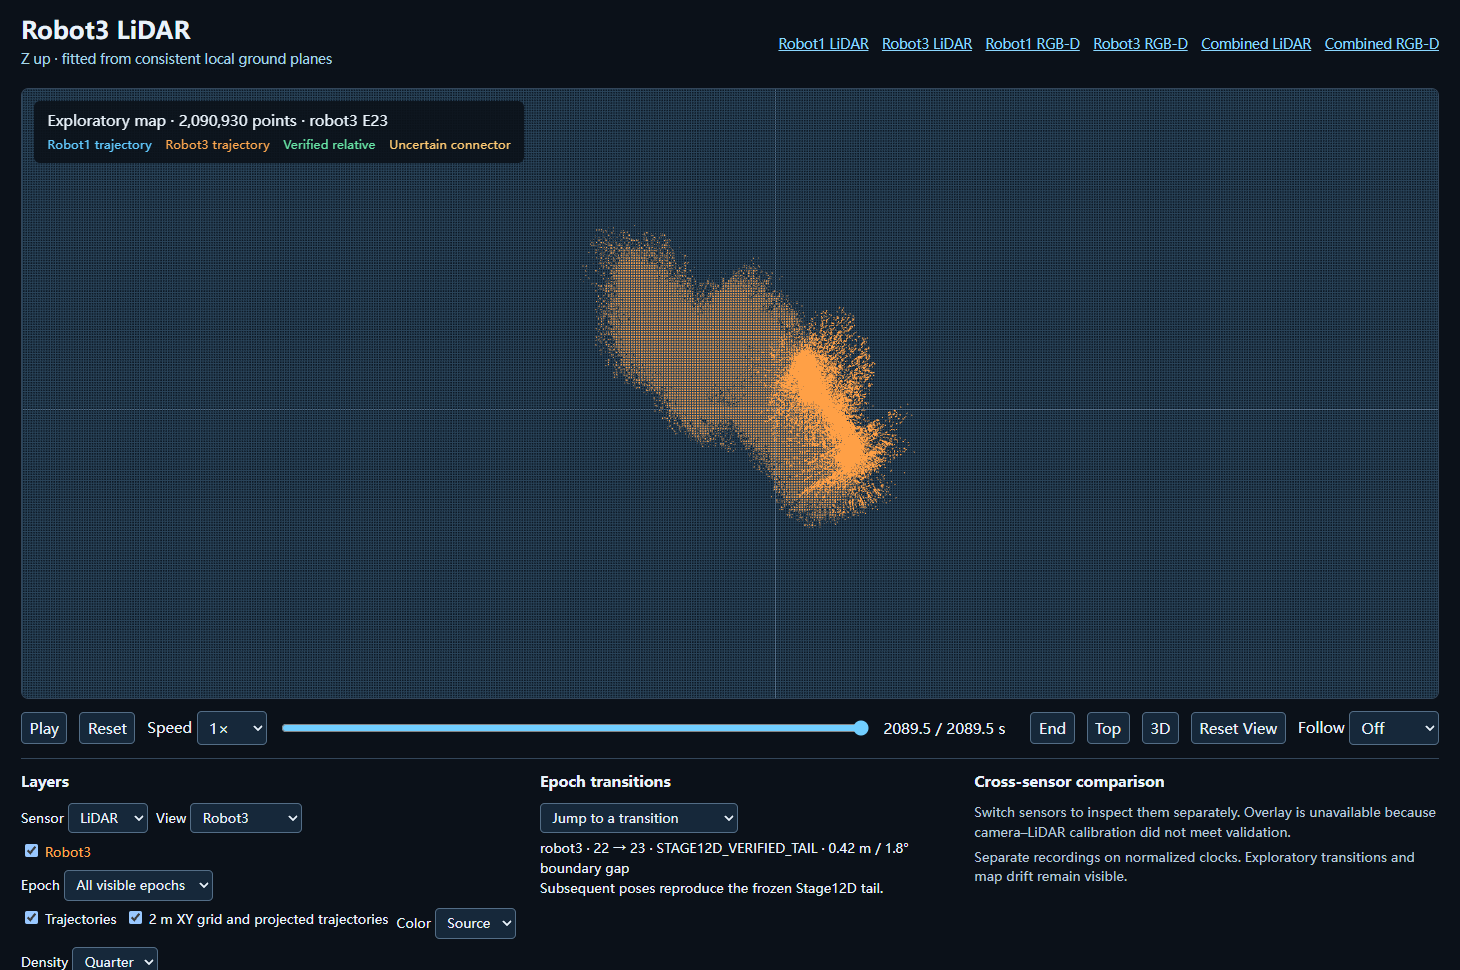 Robot3 LiDAR
Z up · fitted from consistent local ground planes
Robot1 LiDAR Robot3 LiDAR Robot1 RGB-D Robot3 RGB-D Combined LiDAR Combined RGB-D
Exploratory map · 2,090,930 points · robot3 E23
Robot1 trajectory Robot3 trajectory Verified relative Uncertain connector
Play Reset Speed 1× 2089.5 / 2089.5 s End Top 3D Reset View Follow Off
Layers
Sensor LiDAR View Robot3
Robot3
Epoch All visible epochs
Trajectories 2 m XY grid and projected trajectories Color Source
Density Quarter
Epoch transitions
Jump to a transition
robot3 · 22 → 23 · STAGE12D_VERIFIED_TAIL · 0.42 m / 1.8°
boundary gap
Subsequent poses reproduce the frozen Stage12D tail.
Cross-sensor comparison
Switch sensors to inspect them separately. Overlay is unavailable because
camera–LiDAR calibration did not meet validation.
Separate recordings on normalized clocks. Exploratory transitions and
map drift remain visible.